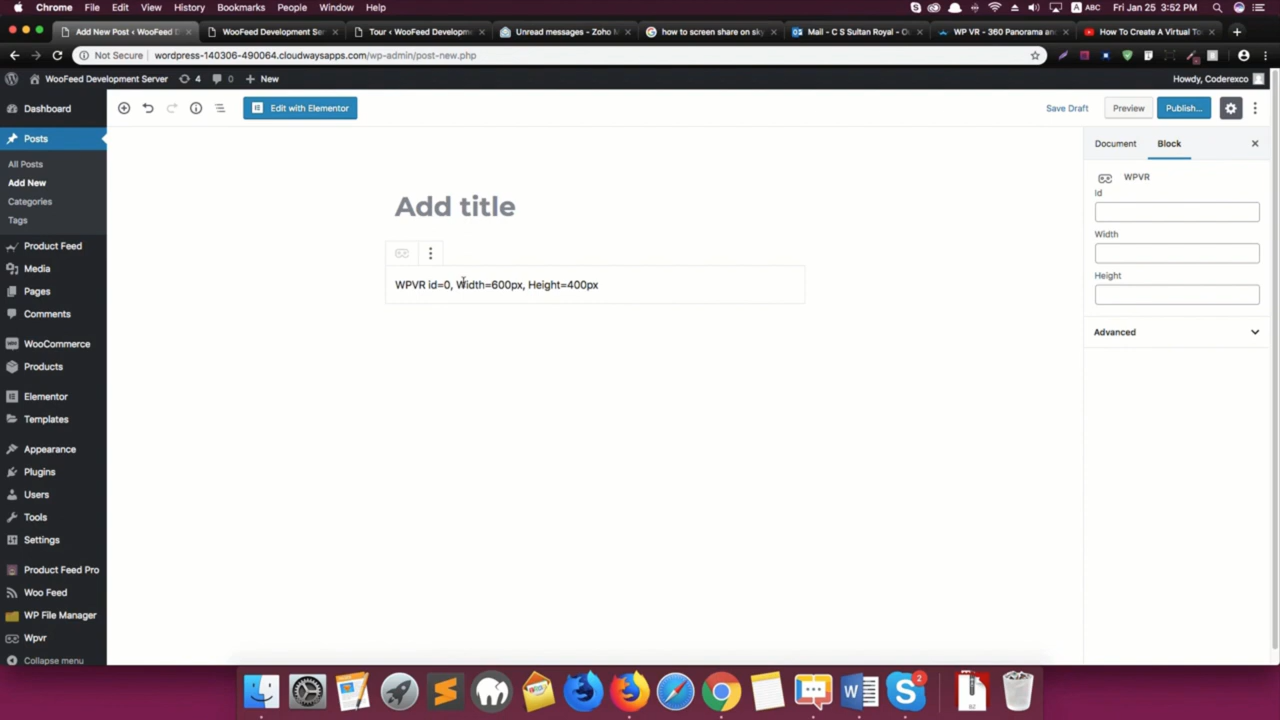 Chrome File Edit View History Bookmarks People Window Help
ABC Fri Jan 25 3:52 PM
Add New Post ‹ WooFeed D
WooFeed Development Se
Tour ‹ WooFeed Developme
Unread messages - Zoho M
how to screen share on sky
Mail - C S Sultan Royal - Ou
WP VR - 360 Panorama an
How To Create A Virtual To
Not Secure wordpress-140306-490064.cloudwaysapps.com/wp-admin/post-new.php
WooFeed Development Server 4 0 New
Howdy, Coderexco
Dashboard
Posts
All Posts
Add New
Categories
Tags
Product Feed
Media
Pages
Comments
WooCommerce
Products
Elementor
Templates
Appearance
Plugins
Users
Tools
Settings
Product Feed Pro
Woo Feed
WP File Manager
Wpvr
Collapse menu
Edit with Elementor
Save Draft
Preview
Publish...
Add title
WPVR id=0, Width=600px, Height=400px
Document Block
WPVR
Id
Width
Height
Advanced
2